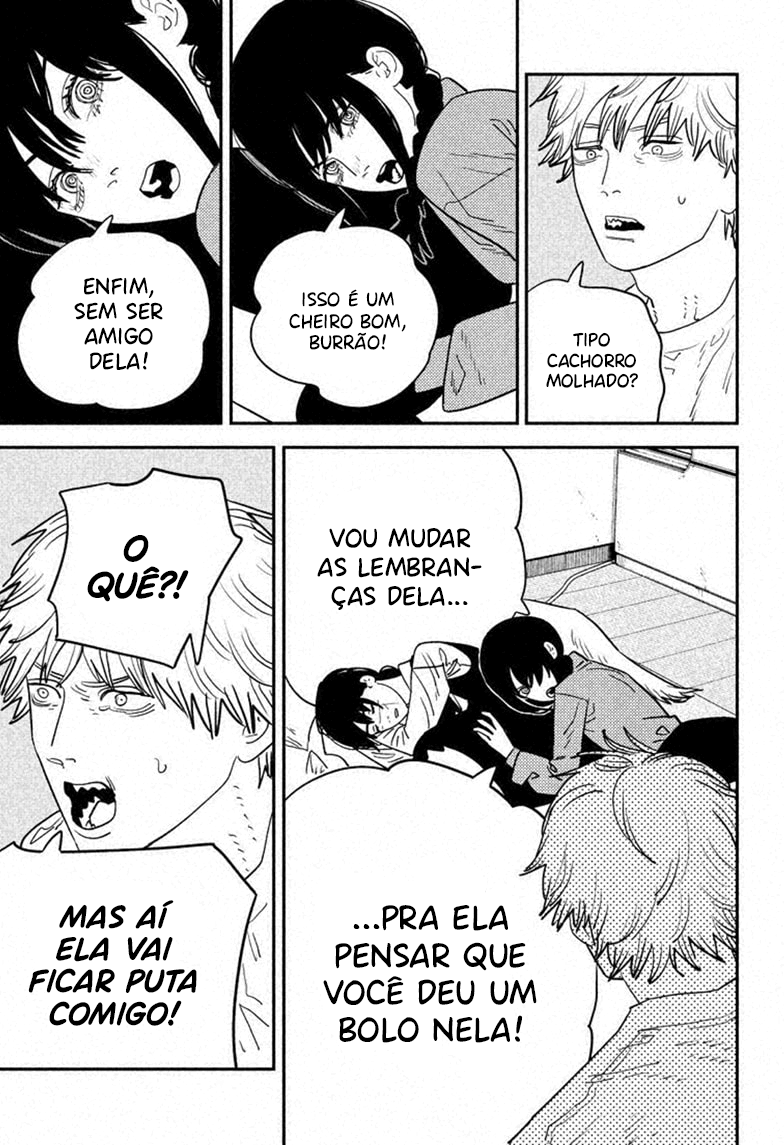 TIPO
CACHORRO
MOLHADO?
ISSO É UM
CHEIRO BOM,
BURRÃO!
ENFIM,
SEM SER
AMIGO
DELA!
VOU MUDAR
AS LEMBRAN-
ÇAS DELA...
...PRA ELA
PENSAR QUE
VOCÊ DEU UM
BOLO NELA!
O
QUÊ?!
MAS AÍ
ELA VAI
FICAR PUTA
COMIGO!